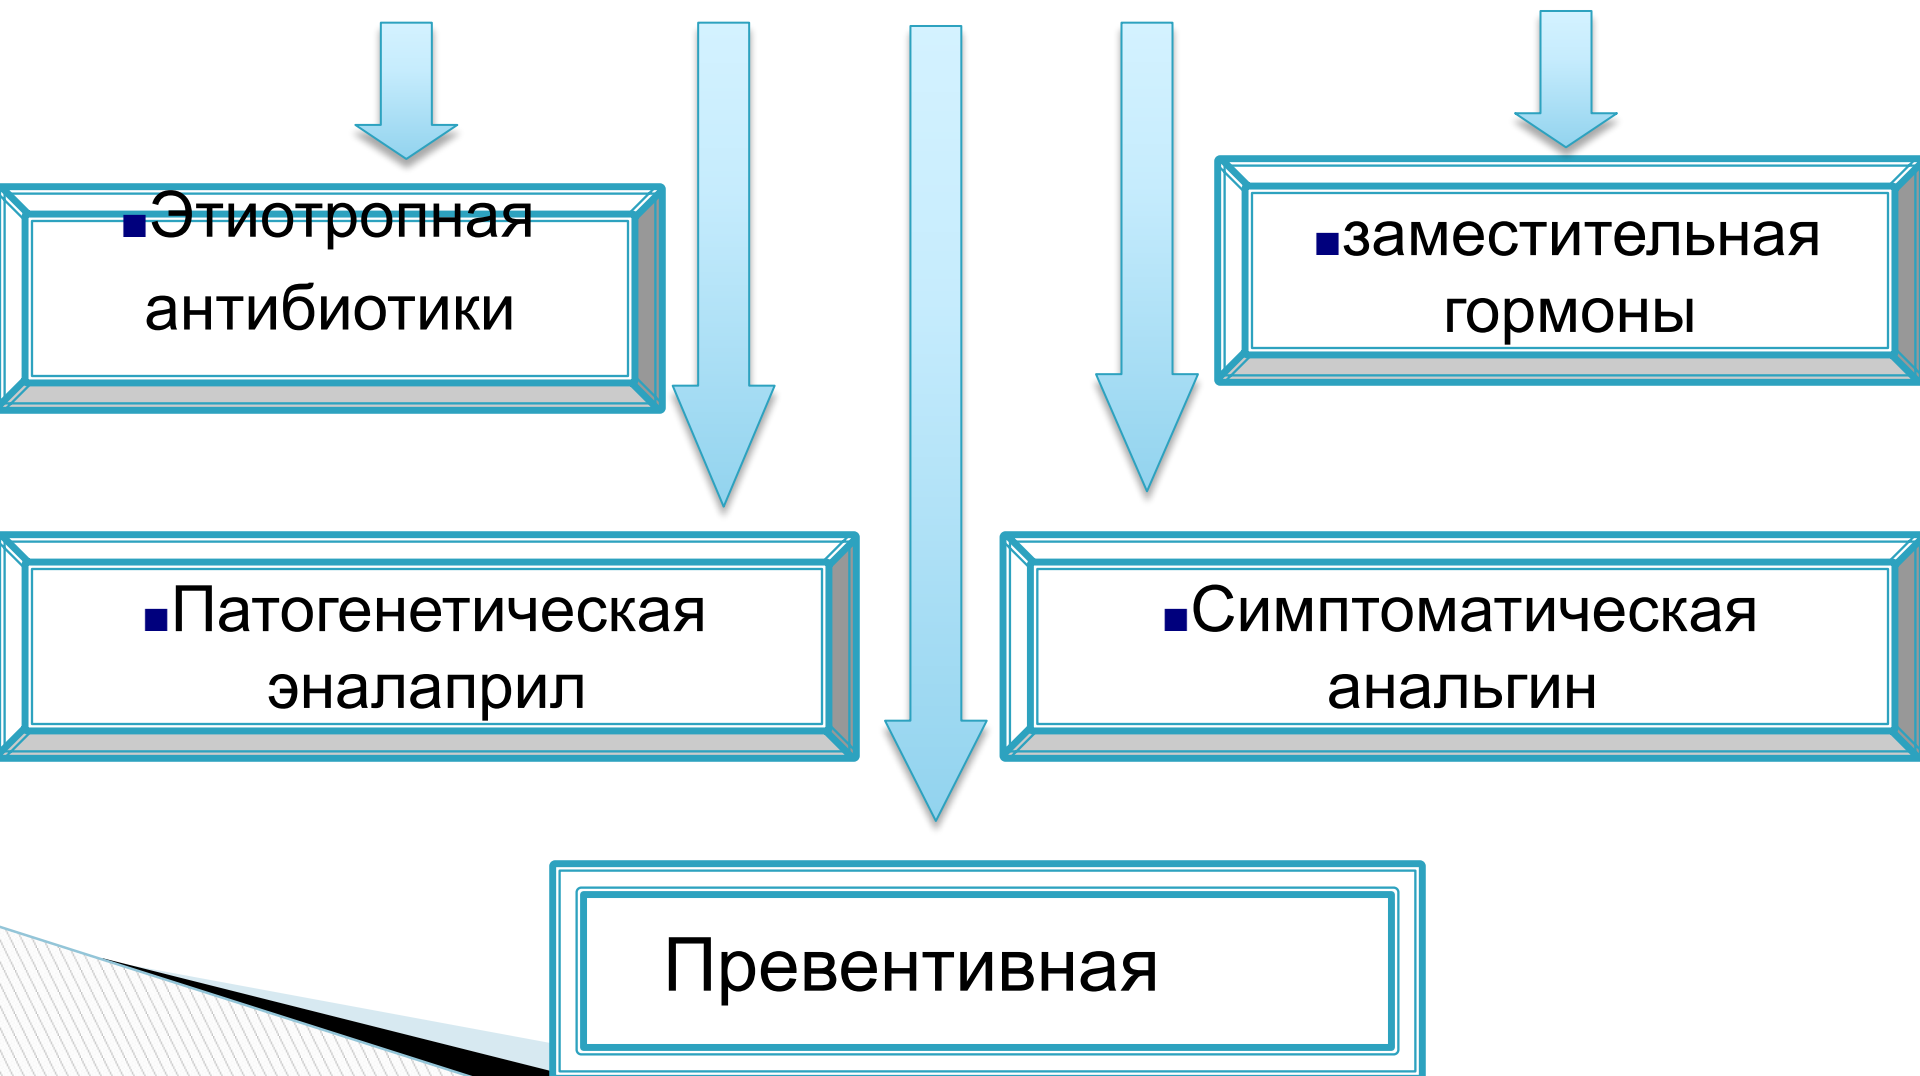 ■Этиотропная
антибиотики
■заместительная
гормоны
■Патогенетическая
эналаприл
■Симптоматическая
анальгин
Превентивная